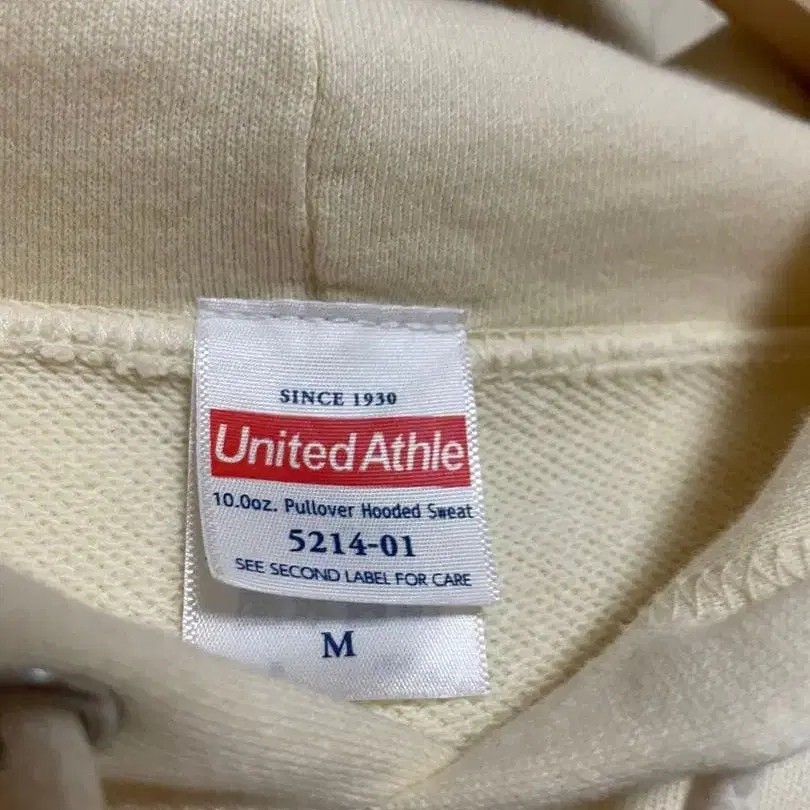 SINCE 1930
United Athle
10.0oz. Pullover Hooded Sweat
5214-01
SEE SECOND LABEL FOR CARE
M